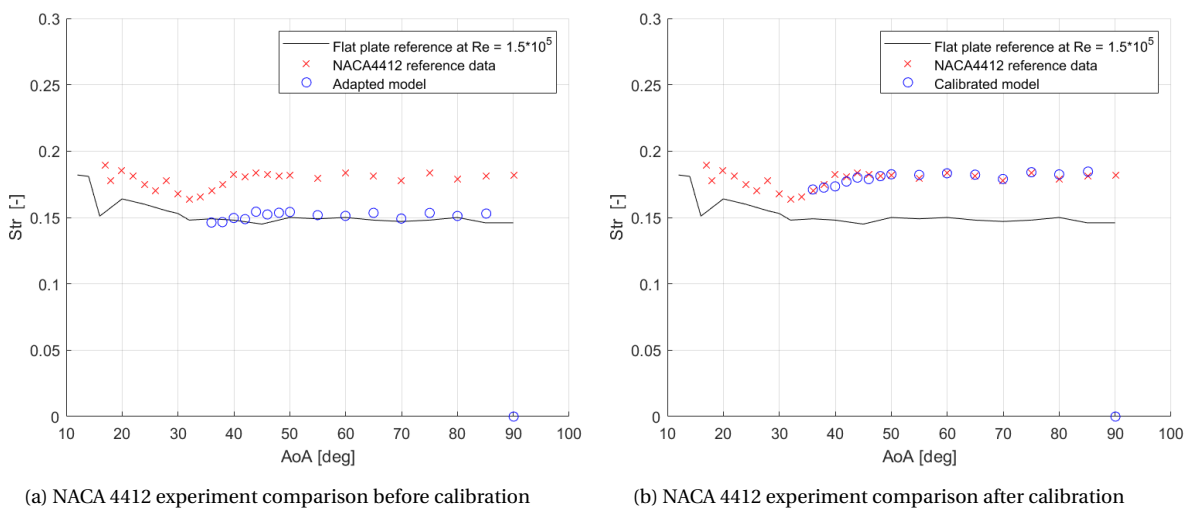 0.3
0.25
0.2
0.15
0.1
0.05
0
Str [-]
10 20 30 40 50 60 70 80 90 100
AoA [deg]
Flat plate reference at Re = 1.5*10^5
NACA4412 reference data
Adapted model
(a) NACA 4412 experiment comparison before calibration
0.3
0.25
0.2
0.15
0.1
0.05
0
Str [-]
10 20 30 40 50 60 70 80 90 100
AoA [deg]
Flat plate reference at Re = 1.5*10^5
NACA4412 reference data
Calibrated model
(b) NACA 4412 experiment comparison after calibration